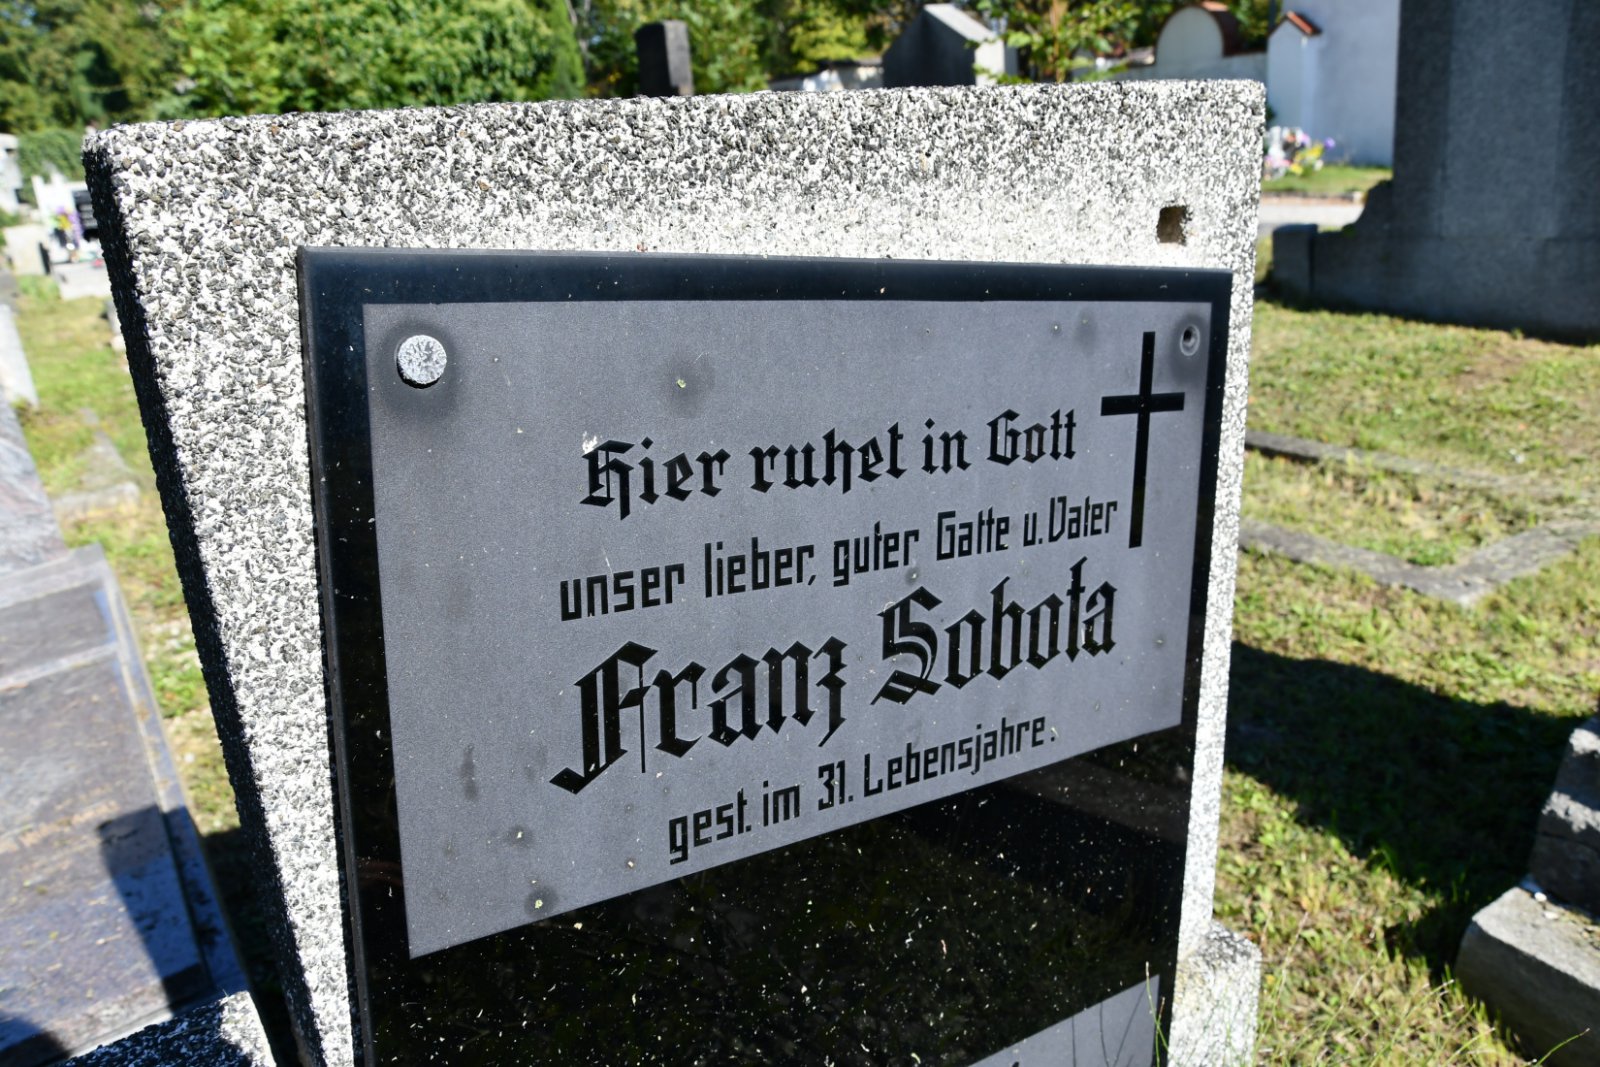 Hier ruhet in Gott
unser lieber, guter Gatte u. Vater
Franz Sobota
gest. im 31. Lebensjahre.